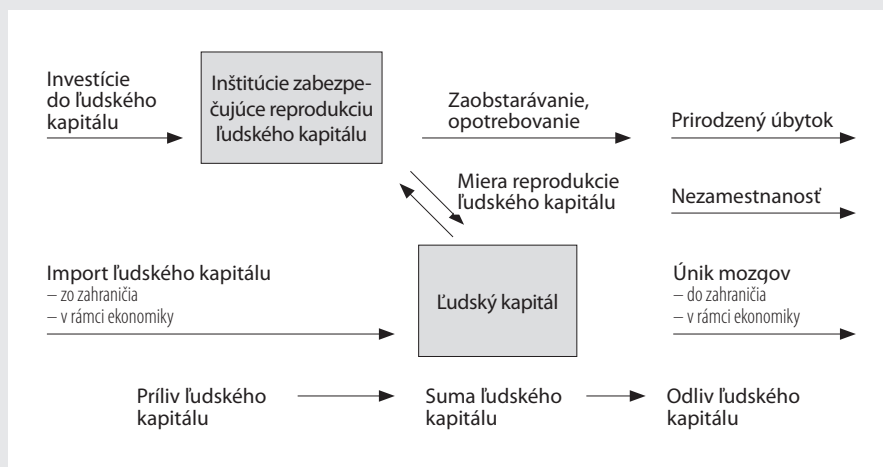 Investície
do ľudského
kapitálu
Inštitúcie zabezpe-
čujúce reprodukciu
ľudského kapitálu
Zaobstarávanie,
opotrebovanie
Prirodzený úbytok
Miera reprodukcie
ľudského kapitálu
Nezamestnanosť
Import ľudského kapitálu
– zo zahraničia
– v rámci ekonomiky
Ľudský kapitál
Únik mozgov
– do zahraničia
– v rámci ekonomiky
Príliv ľudského
kapitálu
Suma ľudského
kapitálu
Odliv ľudského
kapitálu